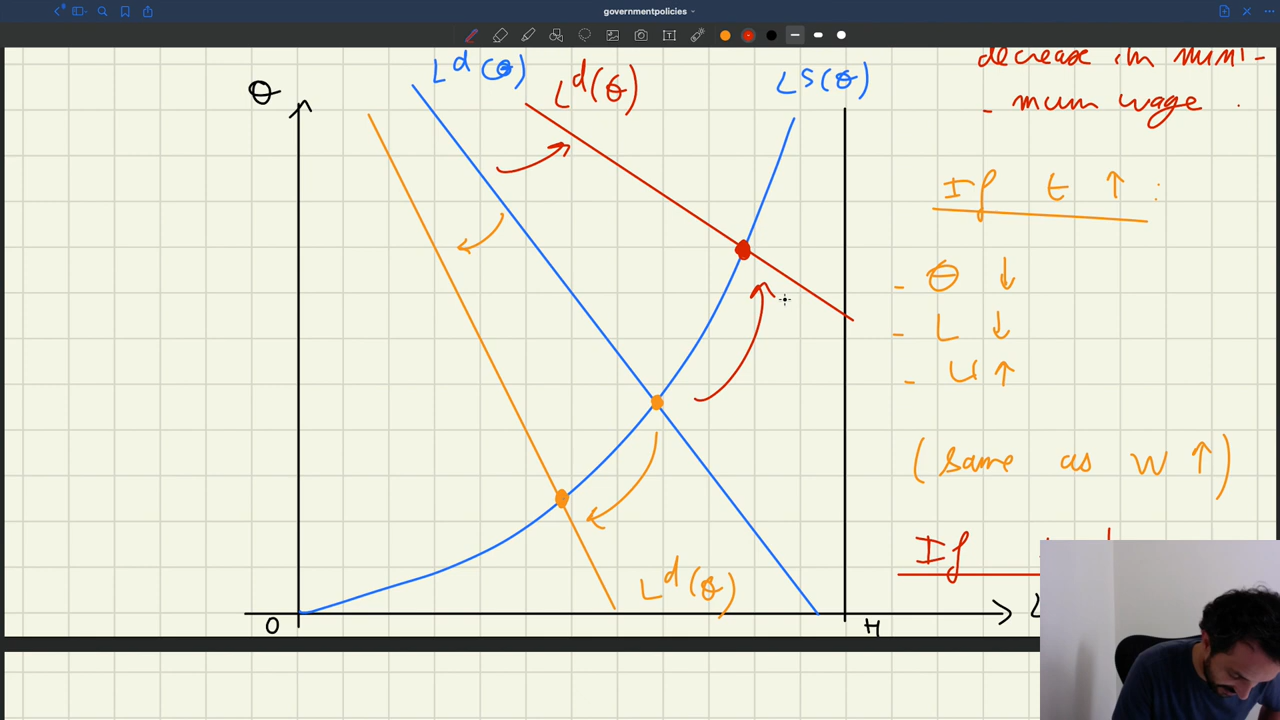 governmentpolicies
decrease in mini-
- mum wage .
θ
L^d(θ)
L^d(θ)
L^s(θ)
If t ↑ :
- θ ↓
- L ↓
- u ↑
(same as W ↑)
If
L^d(θ)
0
H